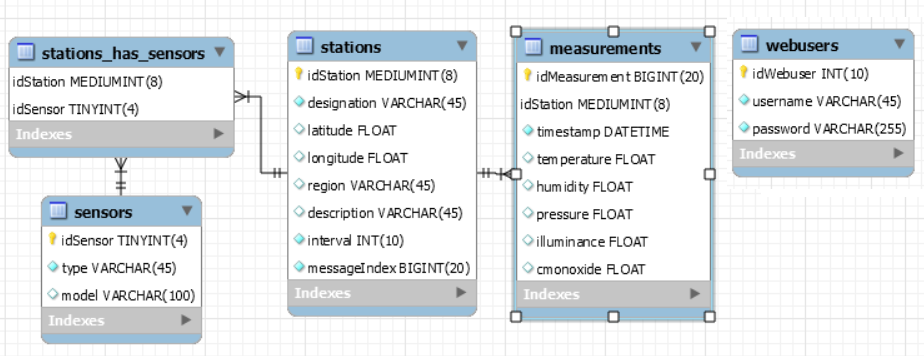 stations_has_sensors
idStation MEDIUMINT(8)
idSensor TINYINT(4)
Indexes
sensors
idSensor TINYINT(4)
type VARCHAR(45)
model VARCHAR(100)
Indexes
stations
idStation MEDIUMINT(8)
designation VARCHAR(45)
latitude FLOAT
longitude FLOAT
region VARCHAR(45)
description VARCHAR(45)
interval INT(10)
messageIndex BIGINT(20)
Indexes
measurements
idMeasurement BIGINT(20)
idStation MEDIUMINT(8)
timestamp DATETIME
temperature FLOAT
humidity FLOAT
pressure FLOAT
illuminance FLOAT
cmonoxide FLOAT
Indexes
webusers
idWebuser INT(10)
username VARCHAR(45)
password VARCHAR(255)
Indexes